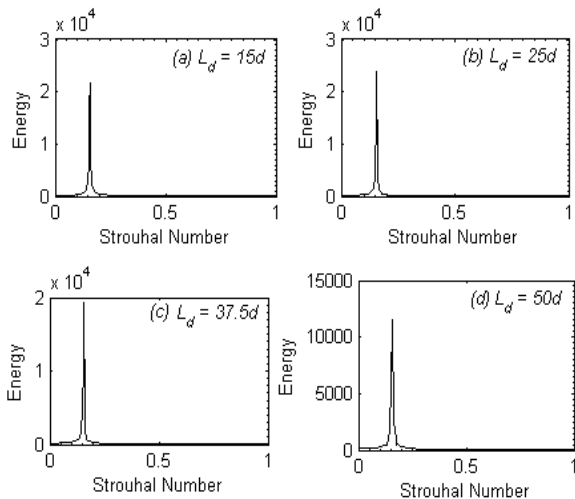 x 10^4
(a) L_d = 15d
3
2
1
0
0
0.5
1
Energy
Strouhal Number
x 10^4
(b) L_d = 25d
3
2
1
0
0
0.5
1
Energy
Strouhal Number
x 10^4
(c) L_d = 37.5d
2
1
0
0
0.5
1
Energy
Strouhal Number
(d) L_d = 50d
15000
10000
5000
0
0
0.5
1
Energy
Strouhal Number